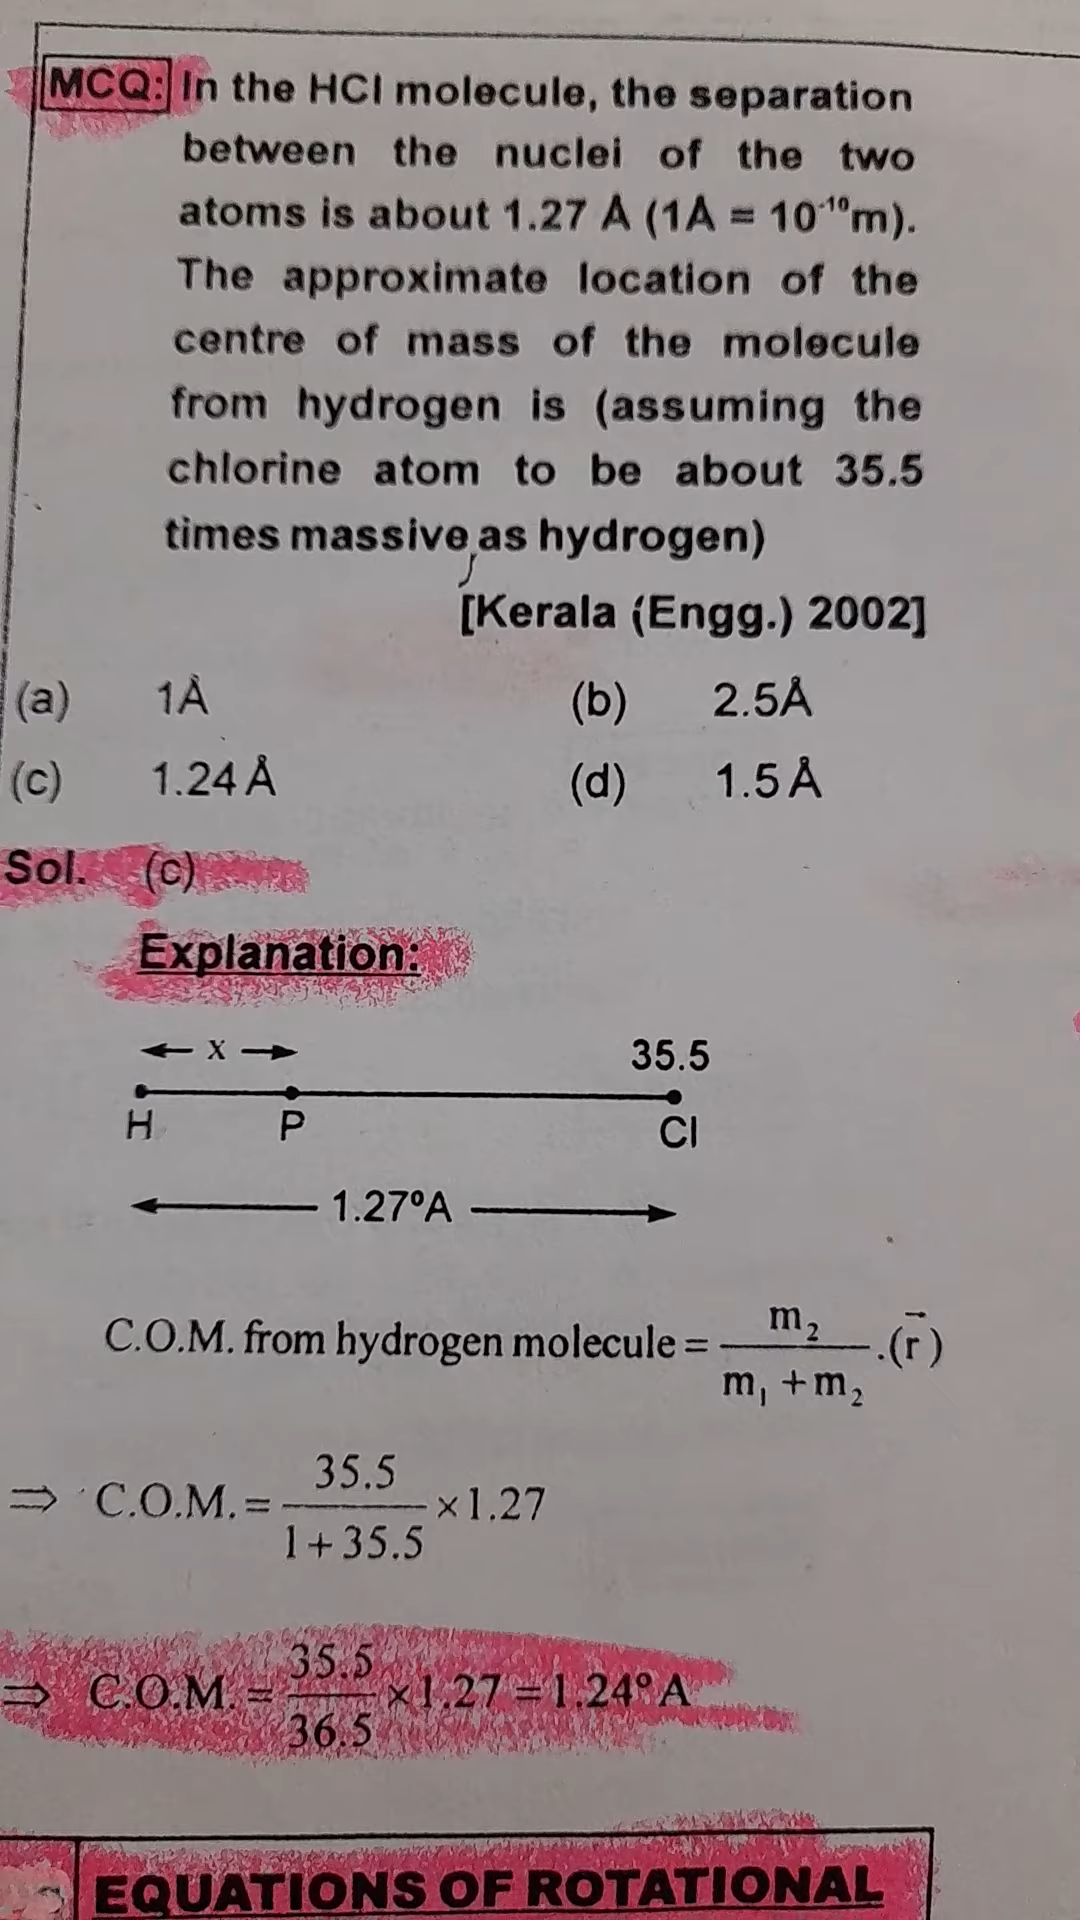 MCQ: In the HCl molecule, the separation
between the nuclei of the two
atoms is about 1.27 Å (1Å = 10⁻¹⁰m).
The approximate location of the
centre of mass of the molecule
from hydrogen is (assuming the
chlorine atom to be about 35.5
times massive as hydrogen)
[Kerala (Engg.) 2002]
(a) 1Å (b) 2.5Å
(c) 1.24 Å (d) 1.5 Å
Sol. (c)
Explanation:
← x → 35.5
H P Cl
1.27ºA
C.O.M. from hydrogen molecule = m₂ / (m₁ + m₂) .(r⃗)
⇒ C.O.M. = 35.5 / (1 + 35.5) × 1.27
⇒ C.O.M. = 35.5 / 36.5 × 1.27 = 1.24º A
EQUATIONS OF ROTATIONAL